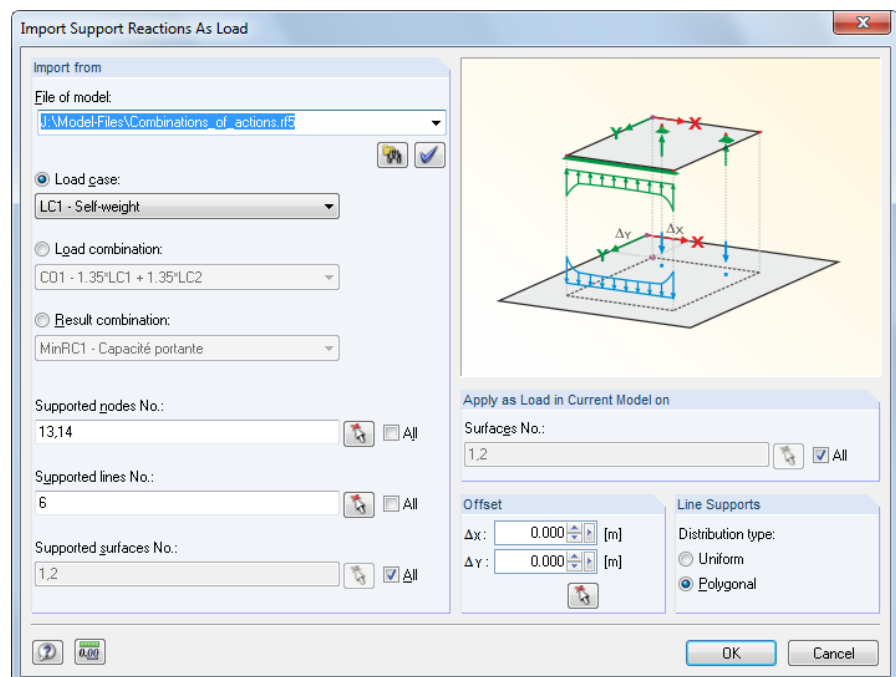 Import Support Reactions As Load
Import from
File of model:
J:\Model-Files\Combinations_of_actions.rf5
Load case:
LC1 - Self-weight
Load combination:
CO1 - 1.35*LC1 + 1.35*LC2
Result combination:
MinRC1 - Capacité portante
Supported nodes No.:
13,14
All
Supported lines No.:
6
All
Supported surfaces No.:
1,2
All
Y
X
ΔY
ΔX
Y
X
Apply as Load in Current Model on
Surfaces No.:
1,2
All
Offset
ΔX:
0.000
[m]
ΔY:
0.000
[m]
Line Supports
Distribution type:
Uniform
Polygonal
0.00
OK
Cancel